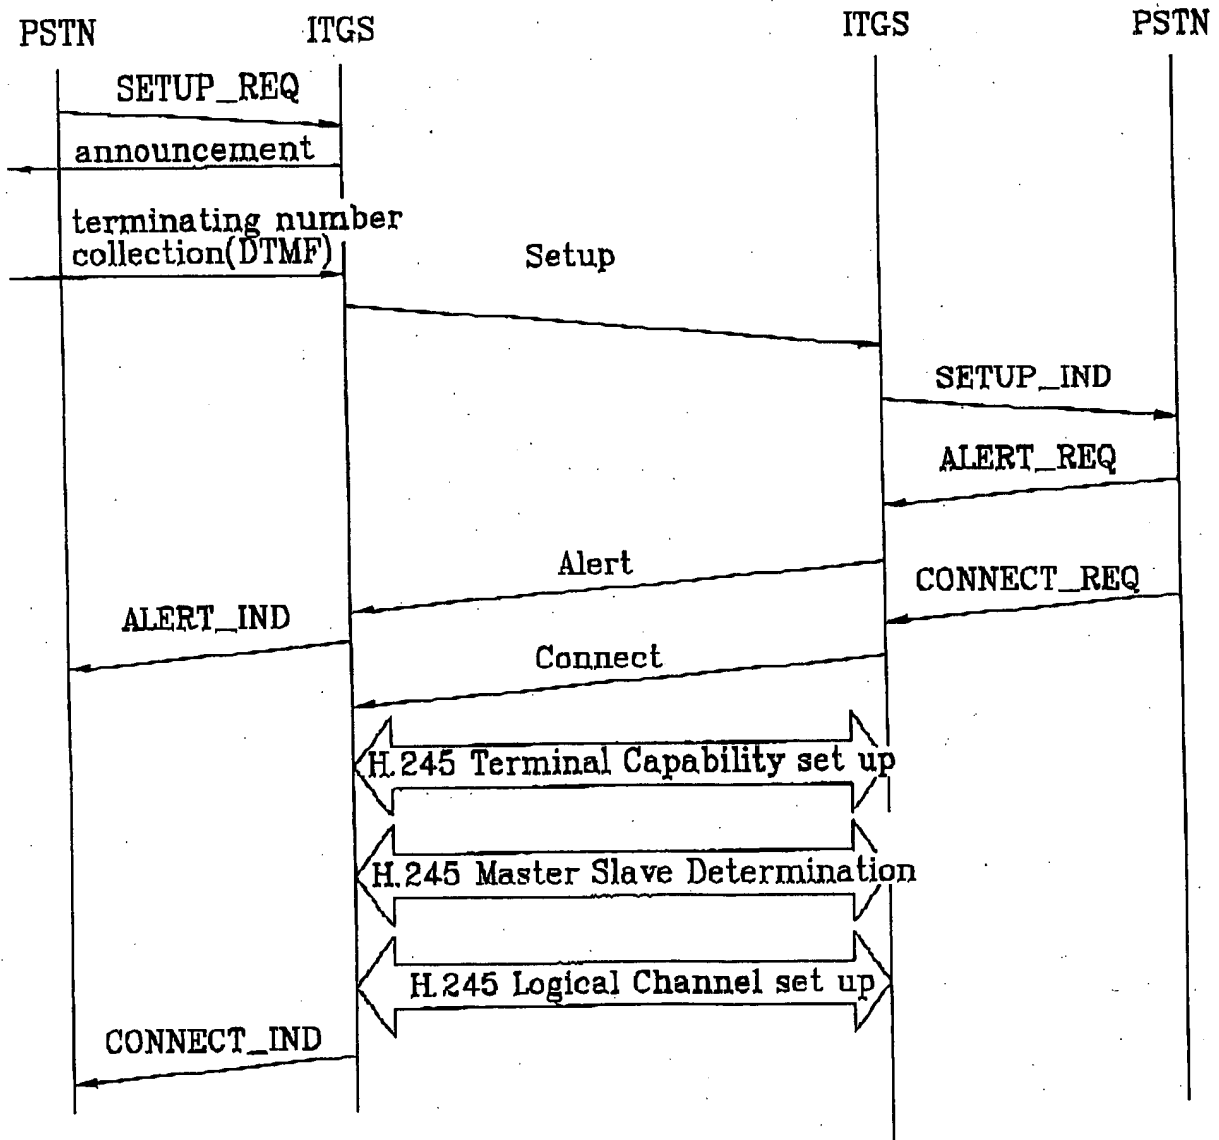 PSTN
ITGS
ITGS
PSTN
SETUP_REQ
announcement
terminating number
collection(DTMF)
Setup
SETUP_IND
ALERT_REQ
Alert
CONNECT_REQ
ALERT_IND
Connect
H.245 Terminal Capability set up
H.245 Master Slave Determination
H.245 Logical Channel set up
CONNECT_IND